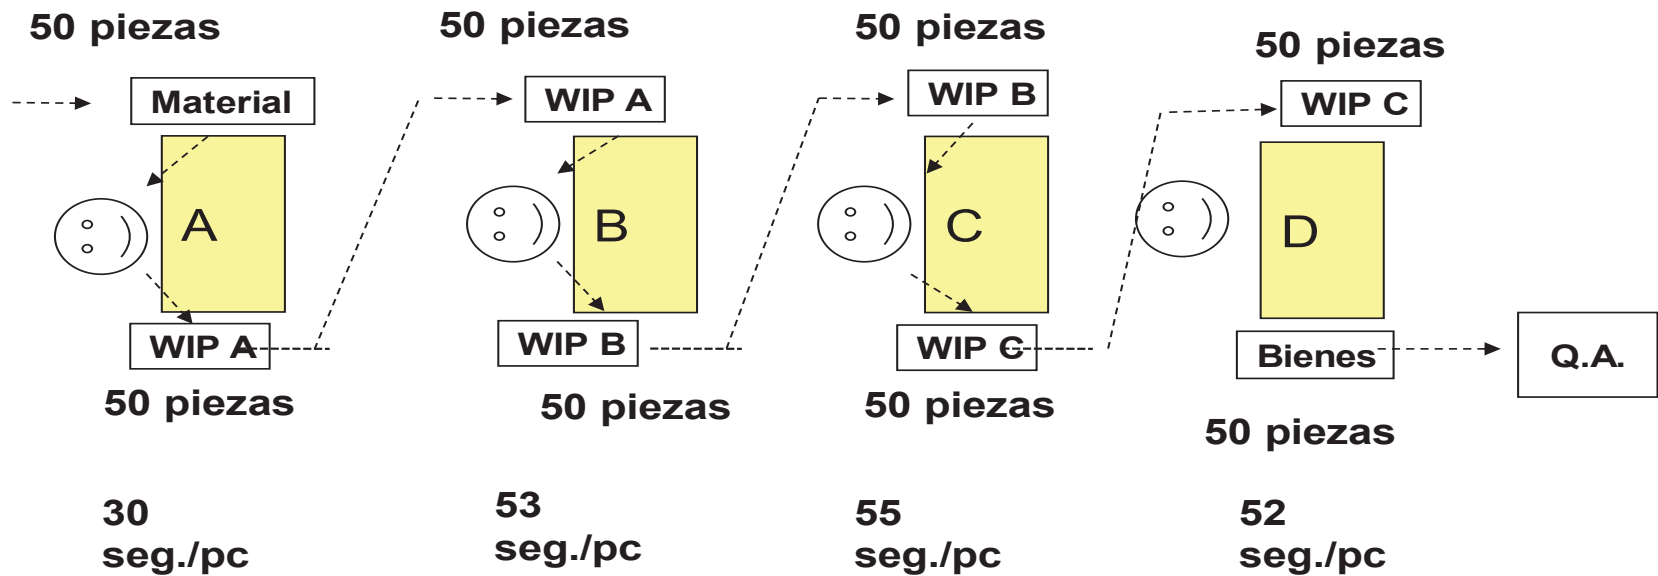 50 piezas
50 piezas
50 piezas
50 piezas
Material
WIP A
WIP B
WIP C
A
B
C
D
WIP A
WIP B
WIP C
Bienes
Q.A.
50 piezas
50 piezas
50 piezas
50 piezas
30
seg./pc
53
seg./pc
55
seg./pc
52
seg./pc